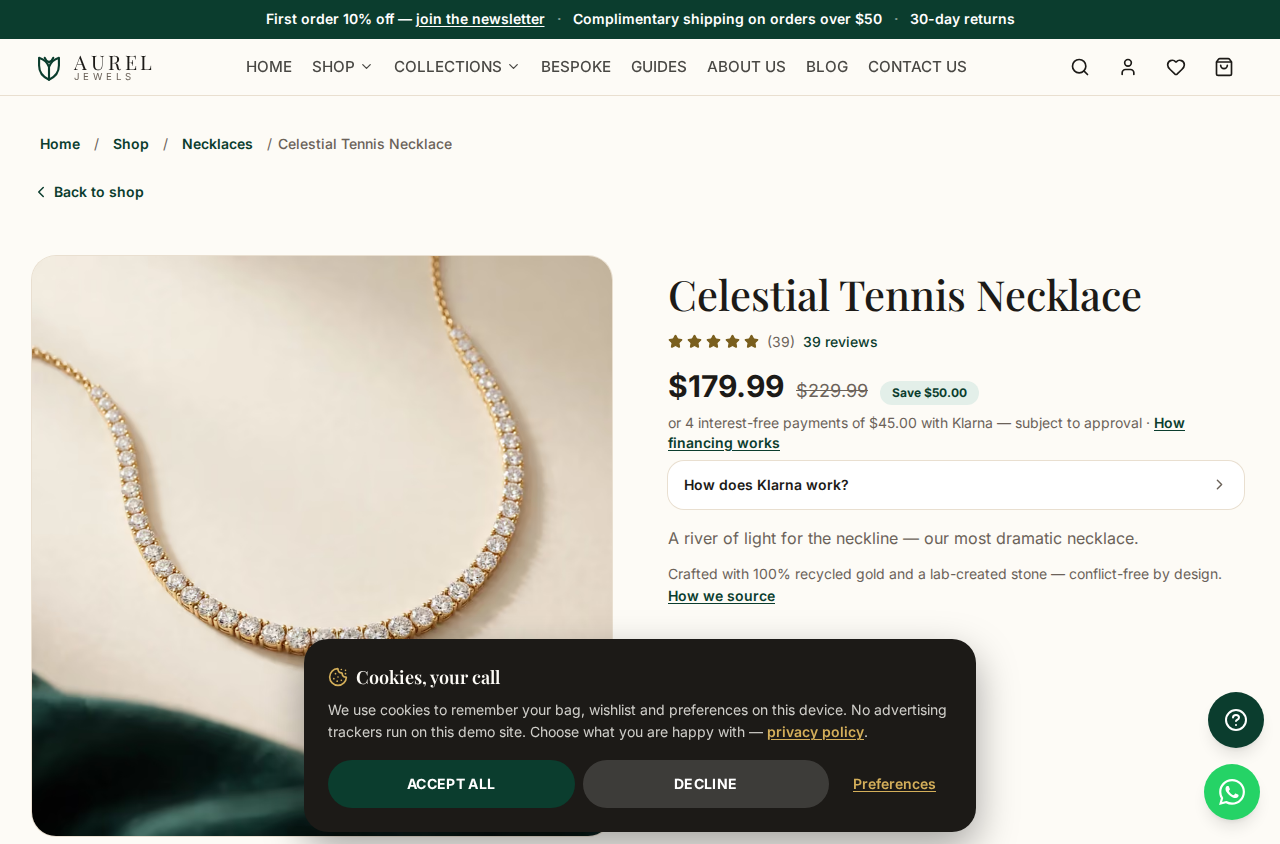 First order 10% off — join the newsletter · Complimentary shipping on orders over $50 · 30-day returns
AUREL
JEWELS
HOME SHOP COLLECTIONS BESPOKE GUIDES ABOUT US BLOG CONTACT US
Home / Shop / Necklaces / Celestial Tennis Necklace
Back to shop
Celestial Tennis Necklace
(39) 39 reviews
$179.99 $229.99 Save $50.00
or 4 interest-free payments of $45.00 with Klarna — subject to approval · How
financing works
How does Klarna work?
A river of light for the neckline — our most dramatic necklace.
Crafted with 100% recycled gold and a lab-created stone — conflict-free by design.
How we source
Cookies, your call
We use cookies to remember your bag, wishlist and preferences on this device. No advertising
trackers run on this demo site. Choose what you are happy with — privacy policy.
ACCEPT ALL DECLINE Preferences